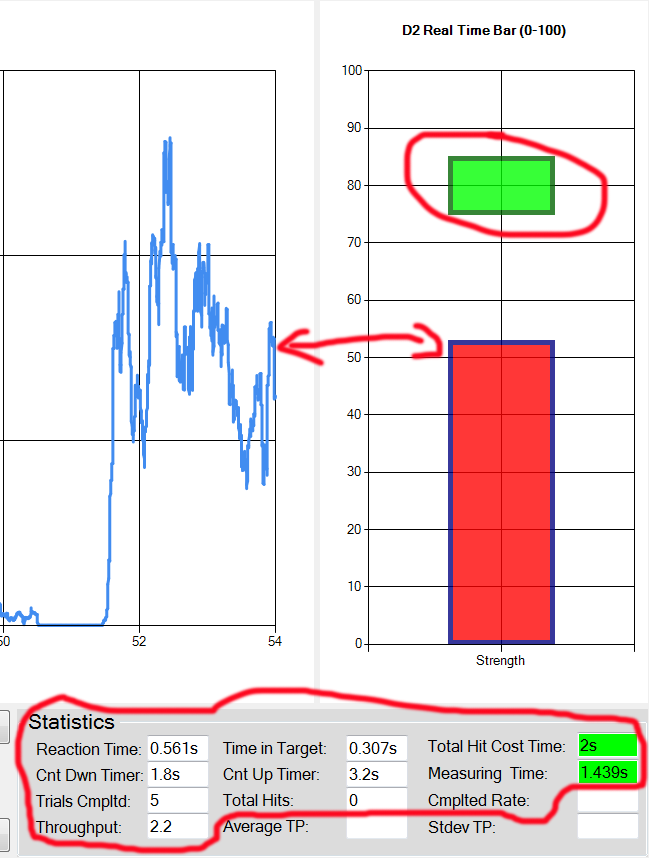 D2 Real Time Bar (0-100)
100
90
80
70
60
50
40
30
20
10
0
Strength
50
52
54
Statistics
Reaction Time: 0.561s Time in Target: 0.307s Total Hit Cost Time: 2s
Cnt Dwn Timer: 1.8s Cnt Up Timer: 3.2s Measuring Time: 1.439s
Trials Cmpltd: 5 Total Hits: 0 Cmplted Rate:
Throughput: 2.2 Average TP: Stdev TP: